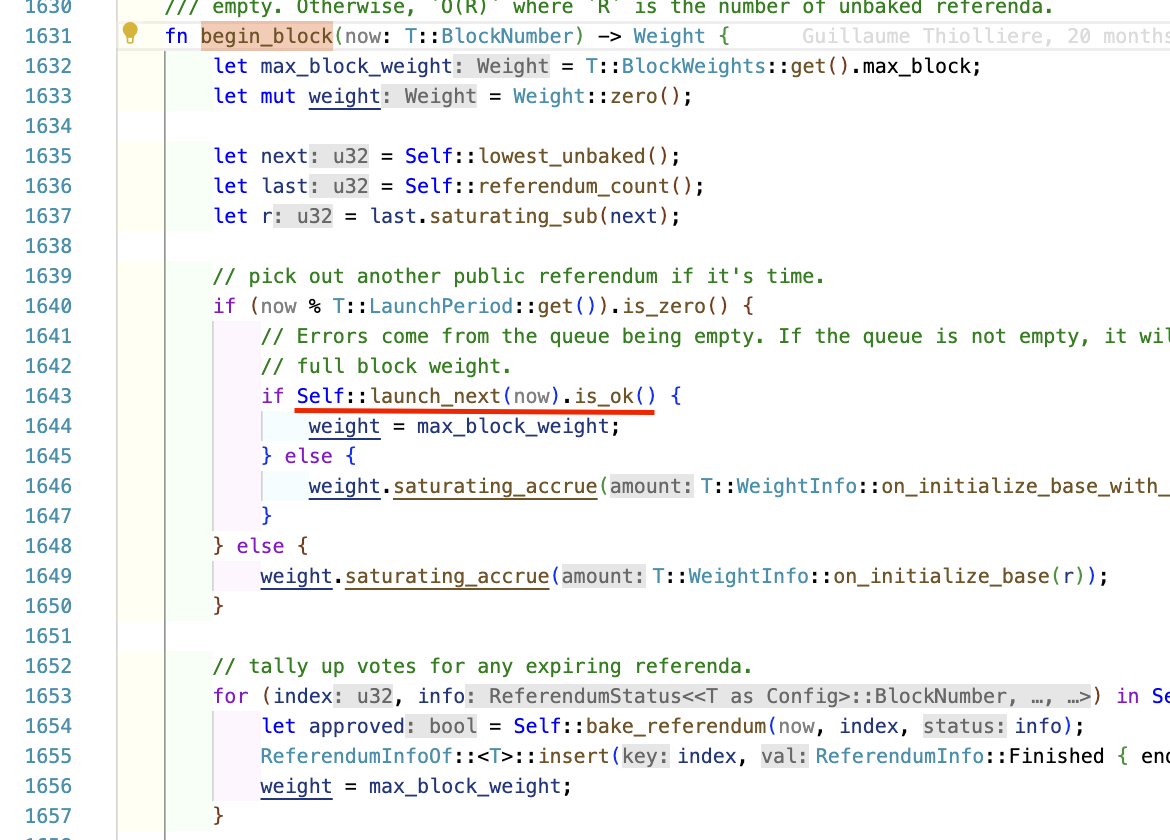 1630 /// empty. Otherwise, `O(R)` where `R` is the number of unbaked referenda.
1631 fn begin_block(now: T::BlockNumber) -> Weight { Guillaume Thiolliere, 20 months
1632 let max_block_weight: Weight = T::BlockWeights::get().max_block;
1633 let mut weight: Weight = Weight::zero();
1634
1635 let next: u32 = Self::lowest_unbaked();
1636 let last: u32 = Self::referendum_count();
1637 let r: u32 = last.saturating_sub(next);
1638
1639 // pick out another public referendum if it's time.
1640 if (now % T::LaunchPeriod::get()).is_zero() {
1641 // Errors come from the queue being empty. If the queue is not empty, it wil
1642 // full block weight.
1643 if Self::launch_next(now).is_ok() {
1644 weight = max_block_weight;
1645 } else {
1646 weight.saturating_accrue(amount: T::WeightInfo::on_initialize_base_with_
1647 }
1648 } else {
1649 weight.saturating_accrue(amount: T::WeightInfo::on_initialize_base(r));
1650 }
1651
1652 // tally up votes for any expiring referenda.
1653 for (index: u32, info: ReferendumStatus<<T as Config>::BlockNumber, …, …>) in Se
1654 let approved: bool = Self::bake_referendum(now, index, status: info);
1655 ReferendumInfoOf::<T>::insert(key: index, val: ReferendumInfo::Finished { end
1656 weight = max_block_weight;
1657 }